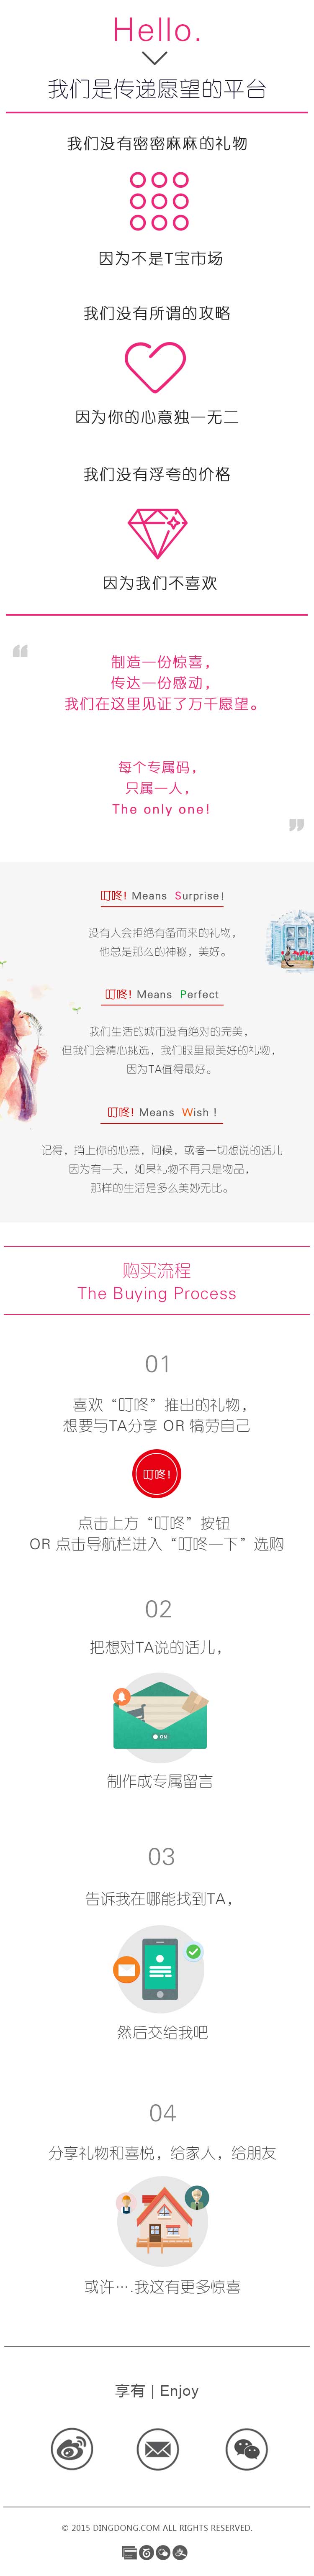 Hello.
我们是传递愿望的平台
我们没有密密麻麻的礼物
因为不是T宝市场
我们没有所谓的攻略
因为你的心意独一无二
我们没有浮夸的价格
因为我们不喜欢
“
制造一份惊喜，
传达一份感动，
我们在这里见证了万千愿望。
每个专属码，
只属一人，
The only one!
”
叮咚! Means Surprise!
没有人会拒绝有备而来的礼物，
他总是那么的神秘，美好。
叮咚! Means Perfect
我们生活的城市没有绝对的完美，
但我们会精心挑选，我们眼里最美好的礼物，
因为TA值得最好。
叮咚! Means Wish !
记得，捎上你的心意，问候，或者一切想说的话儿
因为有一天，如果礼物不再只是物品，
那样的生活是多么美妙无比。
购买流程
The Buying Process
01
喜欢“叮咚”推出的礼物，
想要与TA分享 OR 犒劳自己
叮咚!
点击上方“叮咚”按钮
OR 点击导航栏进入“叮咚一下”选购
02
把想对TA说的话儿，
ON
制作成专属留言
03
告诉我在哪能找到TA，
然后交给我吧
04
分享礼物和喜悦，给家人，给朋友
或许….我这有更多惊喜
享有 | Enjoy
© 2015 DINGDONG.COM ALL RIGHTS RESERVED.